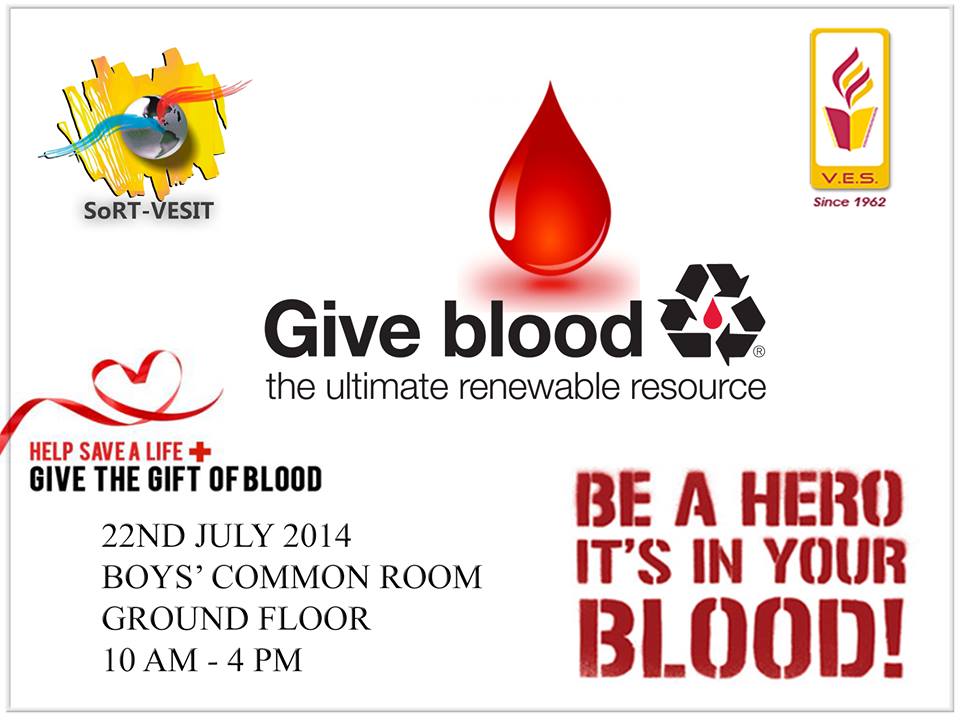 SoRT-VESIT
V.E.S.
Since 1962
Give blood
®
the ultimate renewable resource
HELP SAVE A LIFE +
GIVE THE GIFT OF BLOOD
22ND JULY 2014
BOYS’ COMMON ROOM
GROUND FLOOR
10 AM - 4 PM
BE A HERO
IT'S IN YOUR
BLOOD!